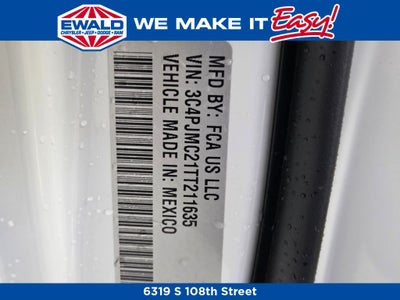 EWALD
CHRYSLER • JEEP • DODGE • RAM
WE MAKE IT Easy!
MFD BY: FCA US LLC
VIN: 3C4PJMC21TT211635
VEHICLE MADE IN: MEXICO
6319 S 108th Street